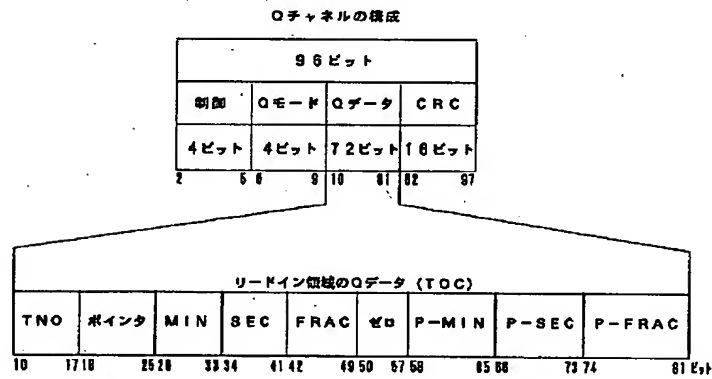 Qチャネルの構成
96ビット
制御 Qモード Qデータ CRC
4ビット 4ビット 72ビット 16ビット
2 5 6 9 10 81 82 97
リードイン領域のQデータ (TOC)
TNO ポインタ MIN SEC FRAC ゼロ P-MIN P-SEC P-FRAC
10 17 18 25 26 33 34 41 42 49 50 57 58 65 66 73 74 81 ビット